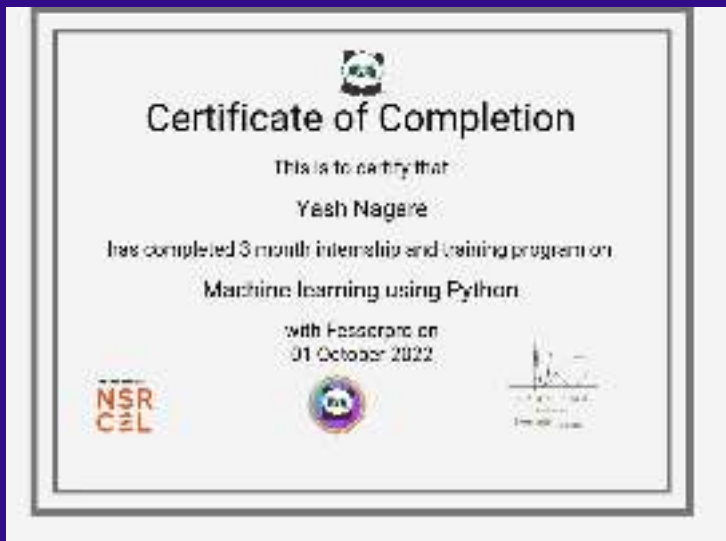 Certificate of Completion
This is to certify that
Yash Nagare
has completed 3 month internship and training program on
Machine learning using Python
with Fesserpro on
01 October 2022
NSR
CEL